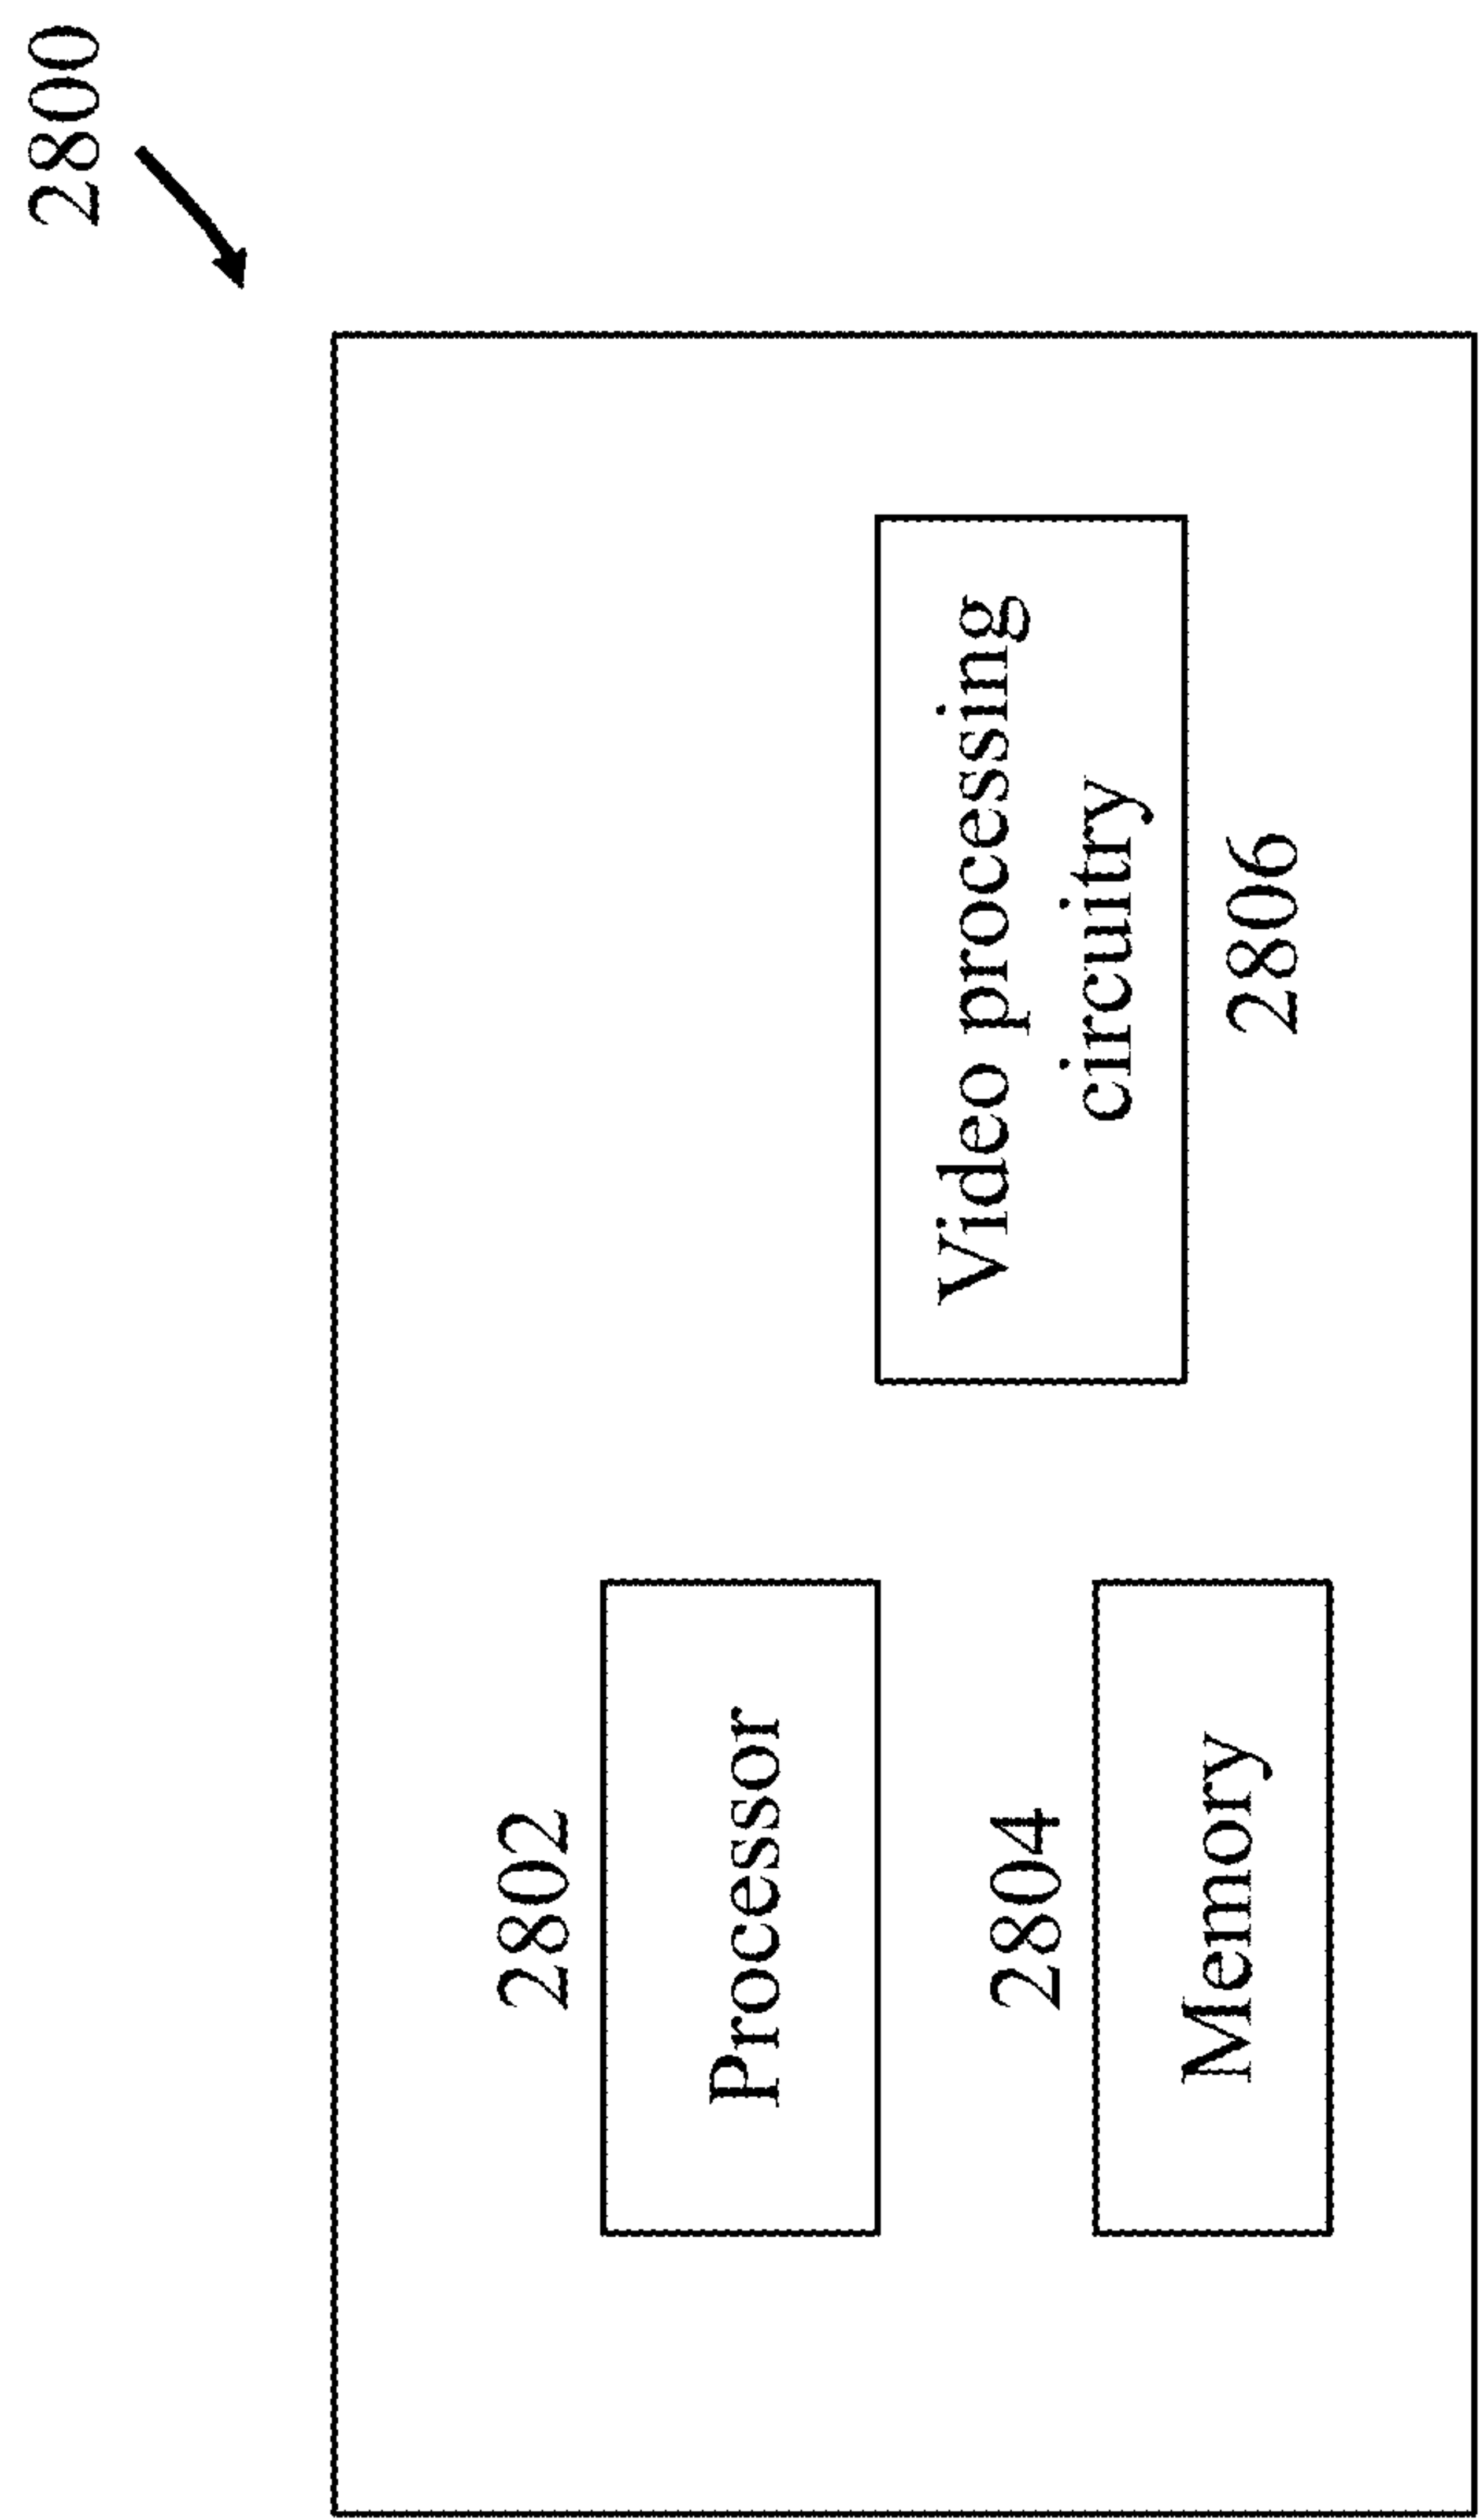 2800
2802
Processor
Video processing
circuitry
2804
2806
Memory